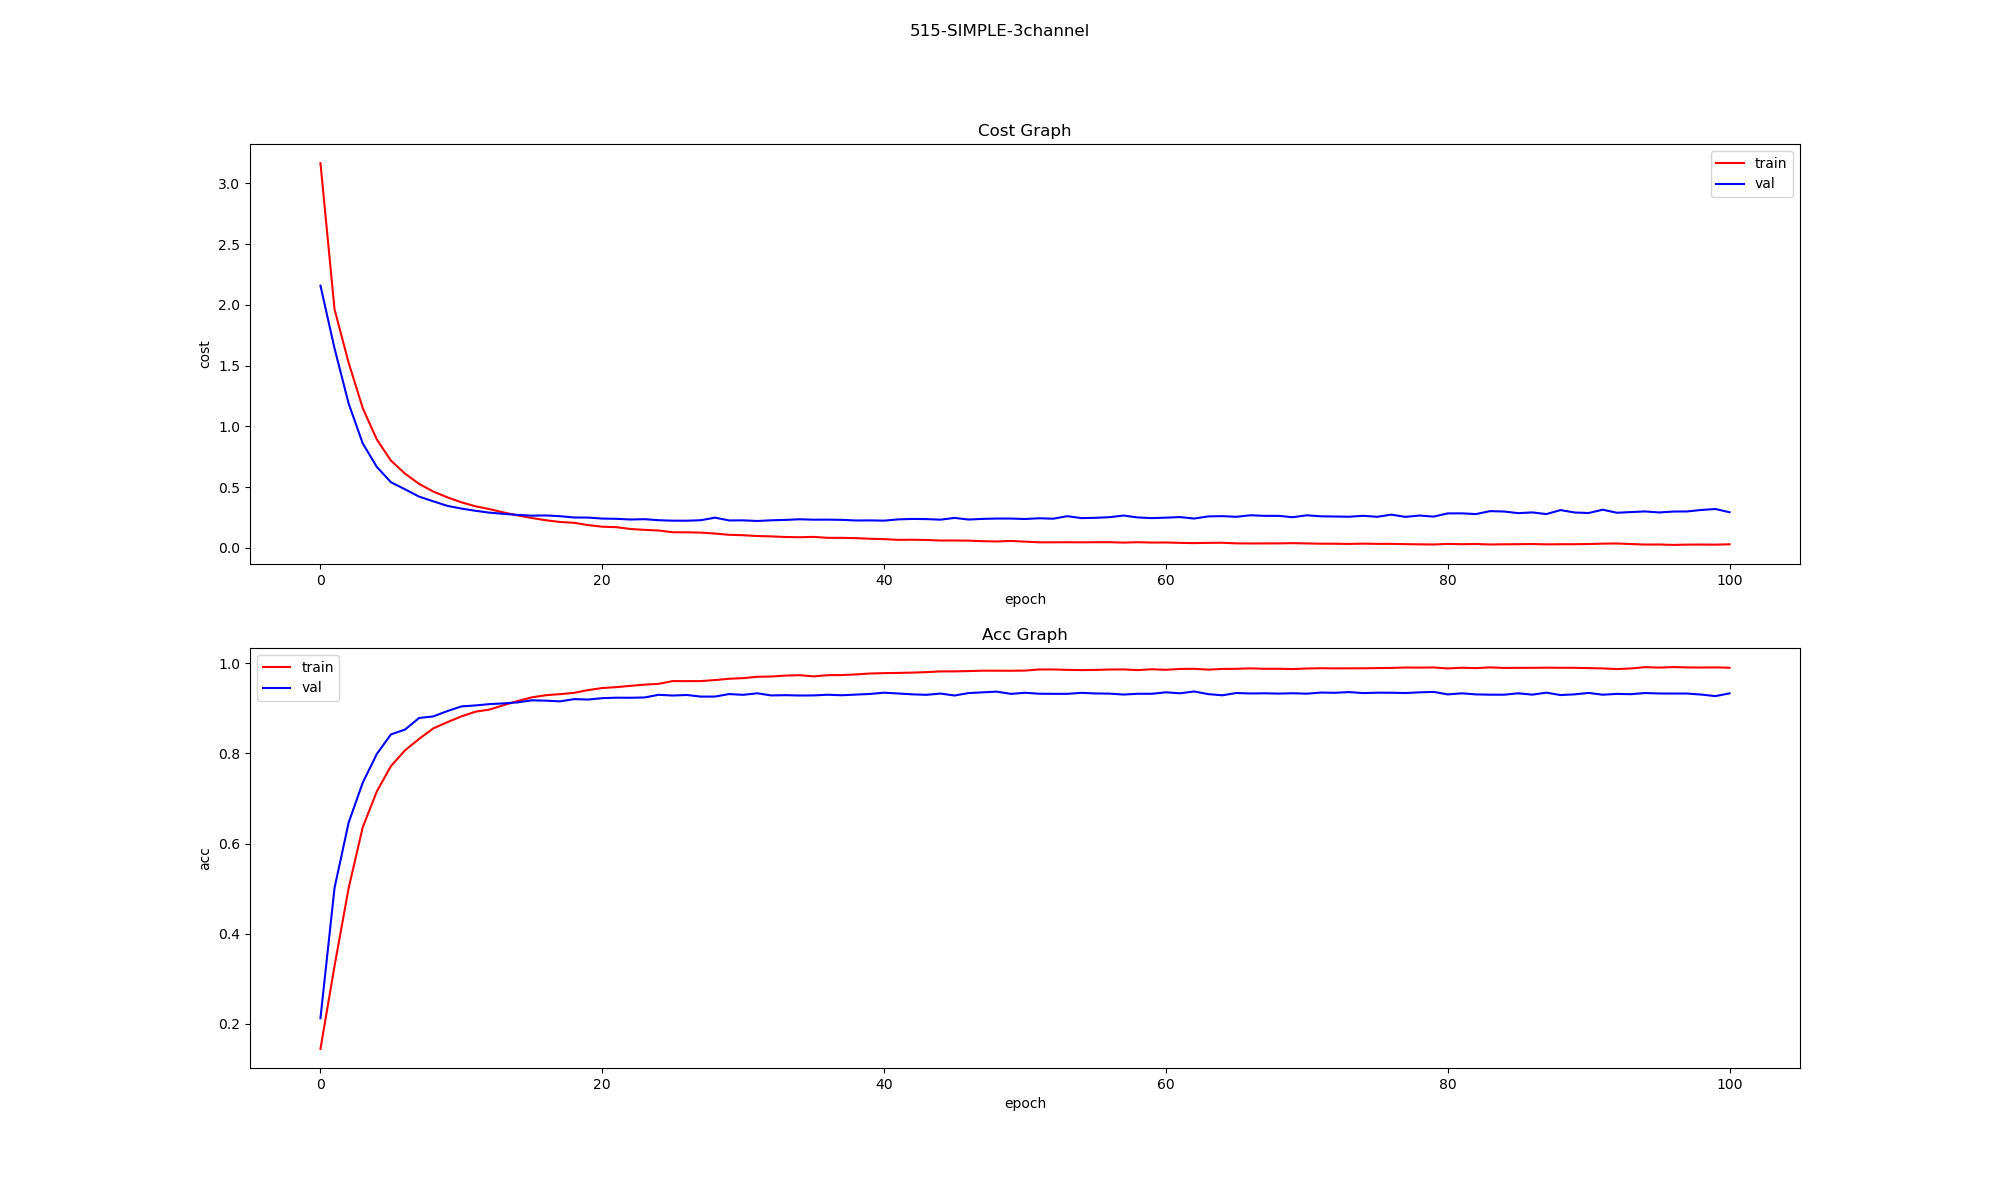 515-SIMPLE-3channel
Cost Graph
train
val
3.0
2.5
2.0
1.5
1.0
0.5
0.0
cost
0 20 40 60 80 100
epoch
Acc Graph
train
val
1.0
0.8
0.6
0.4
0.2
acc
0 20 40 60 80 100
epoch